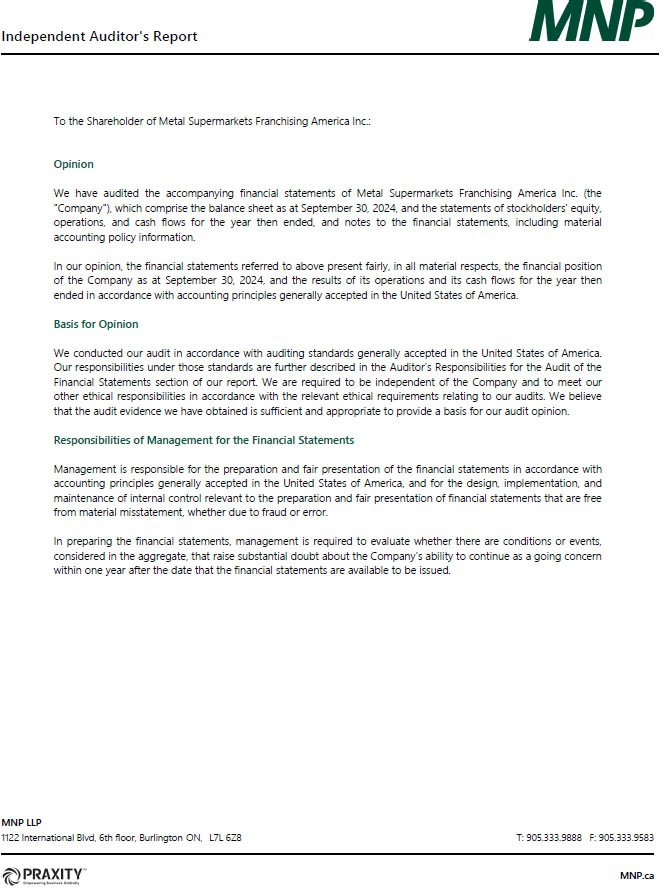 MNP
Independent Auditor's Report
To the Shareholder of Metal Supermarkets Franchising America Inc.:
Opinion
We have audited the accompanying financial statements of Metal Supermarkets Franchising America Inc. (the
"Company"), which comprise the balance sheet as at September 30, 2024, and the statements of stockholders' equity,
operations, and cash flows for the year then ended, and notes to the financial statements, including material
accounting policy information.
In our opinion, the financial statements referred to above present fairly, in all material respects, the financial position
of the Company as at September 30, 2024, and the results of its operations and its cash flows for the year then
ended in accordance with accounting principles generally accepted in the United States of America.
Basis for Opinion
We conducted our audit in accordance with auditing standards generally accepted in the United States of America.
Our responsibilities under those standards are further described in the Auditor's Responsibilities for the Audit of the
Financial Statements section of our report. We are required to be independent of the Company and to meet our
other ethical responsibilities in accordance with the relevant ethical requirements relating to our audits. We believe
that the audit evidence we have obtained is sufficient and appropriate to provide a basis for our audit opinion.
Responsibilities of Management for the Financial Statements
Management is responsible for the preparation and fair presentation of the financial statements in accordance with
accounting principles generally accepted in the United States of America, and for the design, implementation, and
maintenance of internal control relevant to the preparation and fair presentation of financial statements that are free
from material misstatement, whether due to fraud or error.
In preparing the financial statements, management is required to evaluate whether there are conditions or events,
considered in the aggregate, that raise substantial doubt about the Company's ability to continue as a going concern
within one year after the date that the financial statements are available to be issued.
MNP LLP
1122 International Blvd, 6th floor, Burlington ON, L7L 6Z8 T: 905.333.9888 F: 905.333.9583
PRAXITY™
Empowering Business Globally
MNP.ca